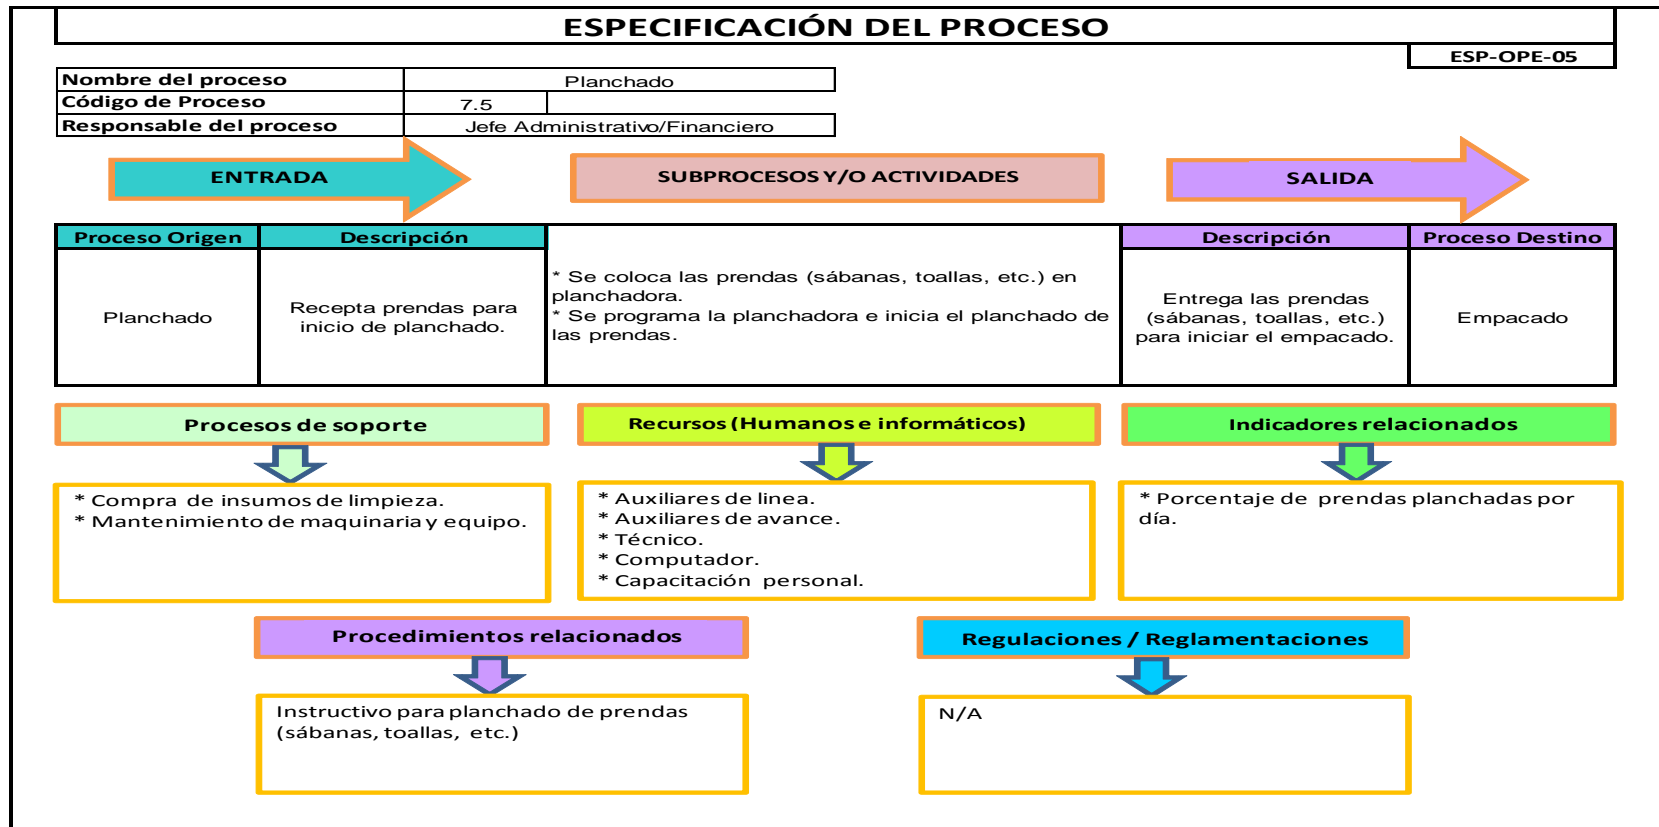 ESPECIFICACIÓN DEL PROCESO
ESP-OPE-05
Nombre del proceso Planchado
Código de Proceso 7.5
Responsable del proceso Jefe Administrativo/Financiero
ENTRADA
SUBPROCESOS Y/O ACTIVIDADES
SALIDA
Proceso Origen
Descripción
Planchado
Recepta prendas para
inicio de planchado.
* Se coloca las prendas (sábanas, toallas, etc.) en
planchadora.
* Se programa la planchadora e inicia el planchado de
las prendas.
Descripción
Proceso Destino
Entrega las prendas
(sábanas, toallas, etc.)
para iniciar el empacado.
Empacado
Procesos de soporte
* Compra de insumos de limpieza.
* Mantenimiento de maquinaria y equipo.
Recursos (Humanos e informáticos)
* Auxiliares de linea.
* Auxiliares de avance.
* Técnico.
* Computador.
* Capacitación personal.
Indicadores relacionados
* Porcentaje de prendas planchadas por
día.
Procedimientos relacionados
Instructivo para planchado de prendas
(sábanas, toallas, etc.)
Regulaciones / Reglamentaciones
N/A